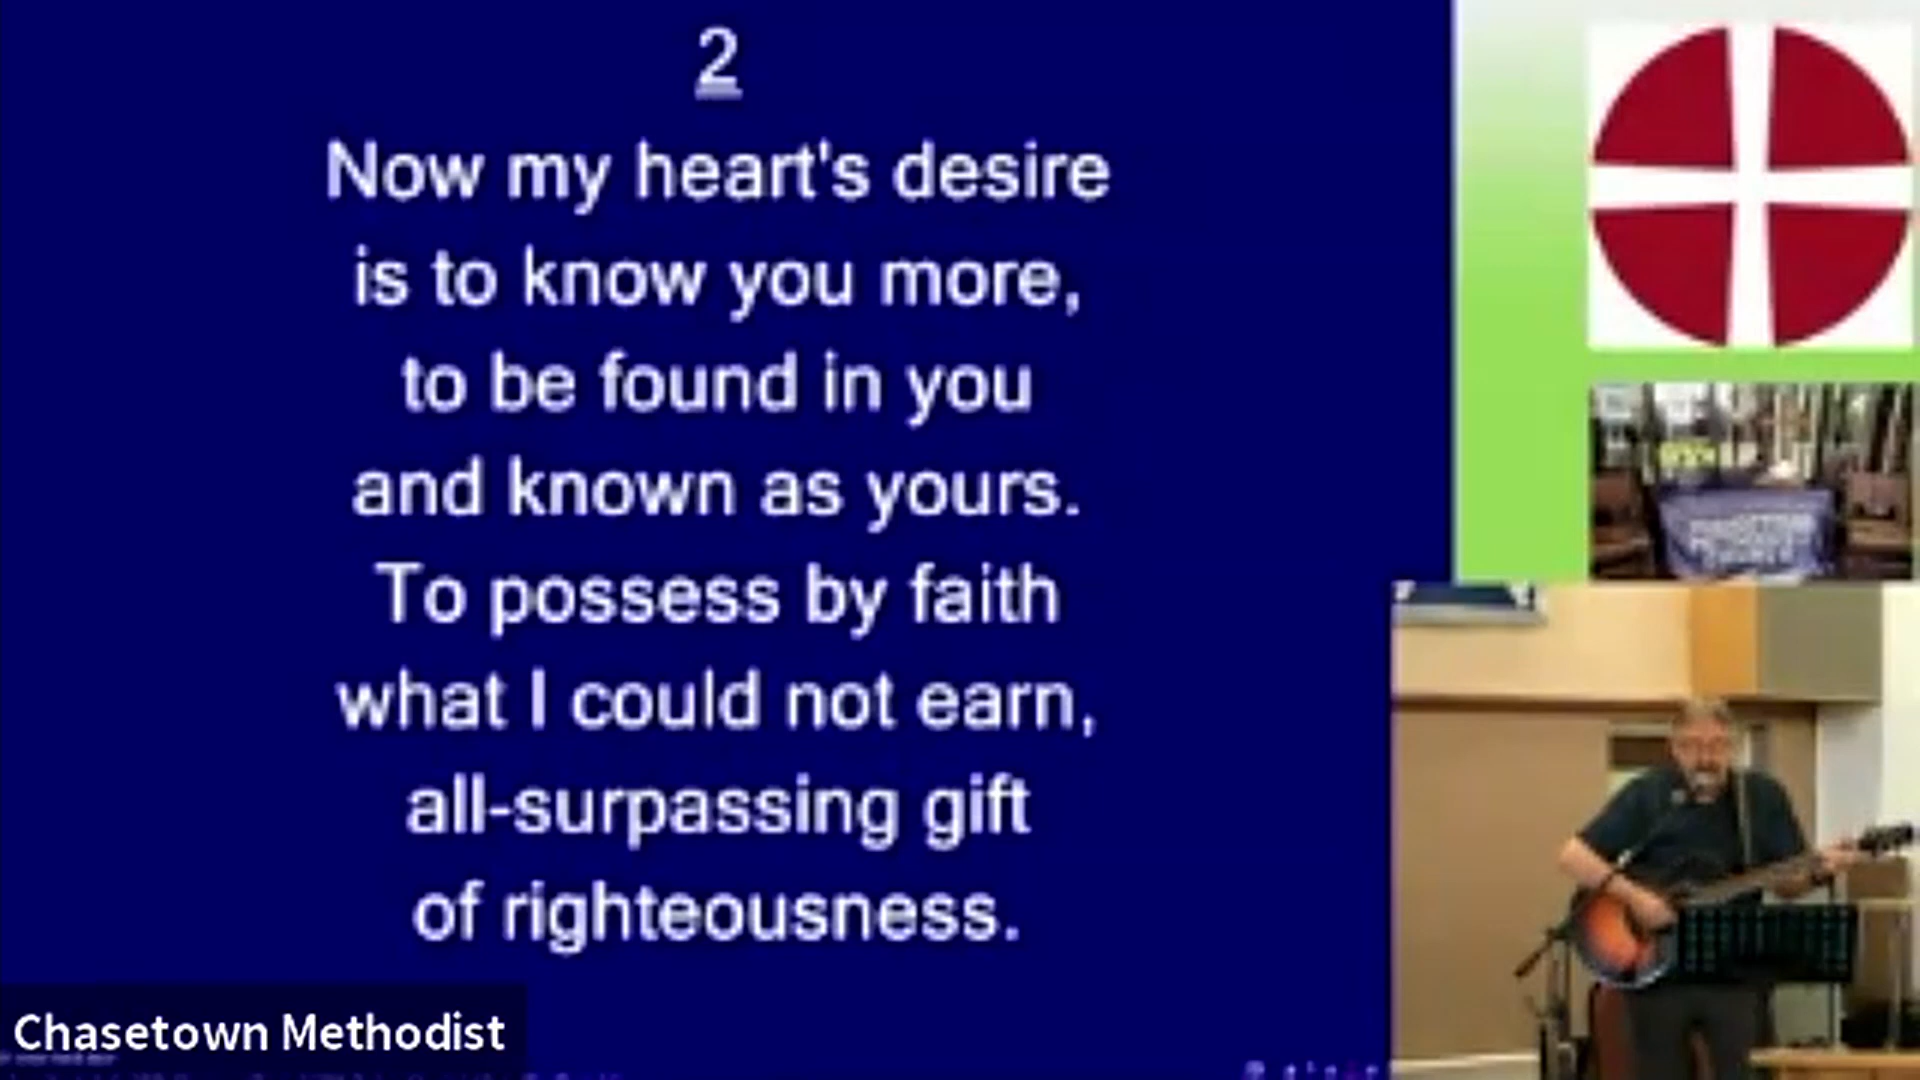 2
Now my heart's desire
is to know you more,
to be found in you
and known as yours.
To possess by faith
what I could not earn,
all-surpassing gift
of righteousness.
Chasetown Methodist